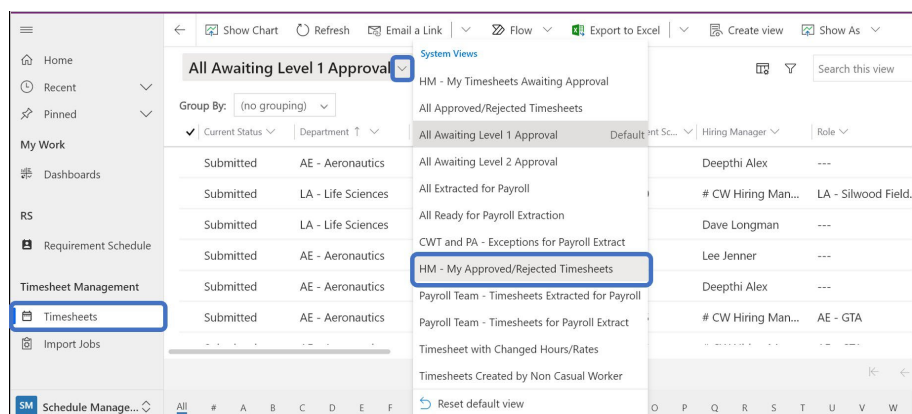 Show Chart Refresh Email a Link Flow Export to Excel Create view Show As
Home
Recent
Pinned
My Work
Dashboards
RS
Requirement Schedule
Timesheet Management
Timesheets
Import Jobs
SM Schedule Manage...
All Awaiting Level 1 Approval
Search this view
Group By: (no grouping)
Current Status Department ↑ ent Sc... Hiring Manager Role
Submitted AE - Aeronautics Deepthi Alex ---
Submitted LA - Life Sciences # CW Hiring Man... LA - Silwood Field.
Submitted LA - Life Sciences Dave Longman ---
Submitted AE - Aeronautics Lee Jenner ---
Submitted AE - Aeronautics Deepthi Alex ---
Submitted AE - Aeronautics # CW Hiring Man... AE - GTA
System Views
HM - My Timesheets Awaiting Approval
All Approved/Rejected Timesheets
All Awaiting Level 1 Approval Default
All Awaiting Level 2 Approval
All Extracted for Payroll
All Ready for Payroll Extraction
CWT and PA - Exceptions for Payroll Extract
HM - My Approved/Rejected Timesheets
Payroll Team - Timesheets Extracted for Payroll
Payroll Team - Timesheets for Payroll Extract
Timesheet with Changed Hours/Rates
Timesheets Created by Non Casual Worker
Reset default view
All # A B C D E F O P Q R S T U V W